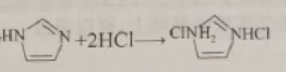 HN N +2HCl → ClNH₂ NHCl